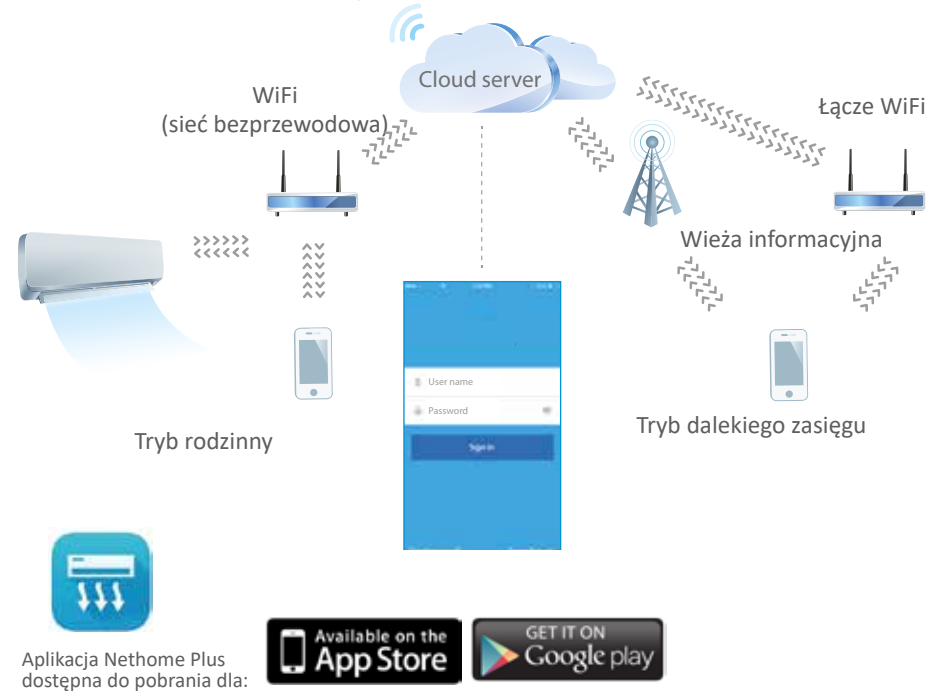 Cloud server
WiFi
(sieć bezprzewodowa)
Łącze WiFi
Wieża informacyjna
User name
Password
Sign in
Tryb rodzinny
Tryb dalekiego zasięgu
Aplikacja Nethome Plus
dostępna do pobrania dla:
Available on the
App Store
GET IT ON
Google play